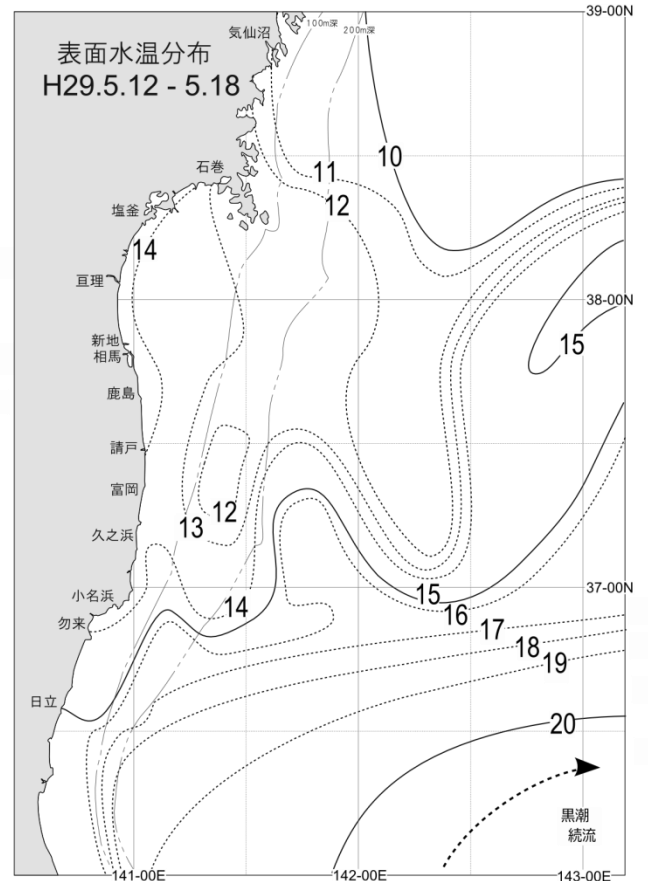 39-00N
100m深
200m深
気仙沼
表面水温分布
H29.5.12 - 5.18
10
11
石巻
12
塩釜
14
亘理
38-00N
新地
相馬
15
鹿島
請戸
富岡
12
13
久之浜
37-00N
小名浜
14
15
16
勿来
17
18
19
日立
20
黒潮
続流
141-00E
142-00E
143-00E